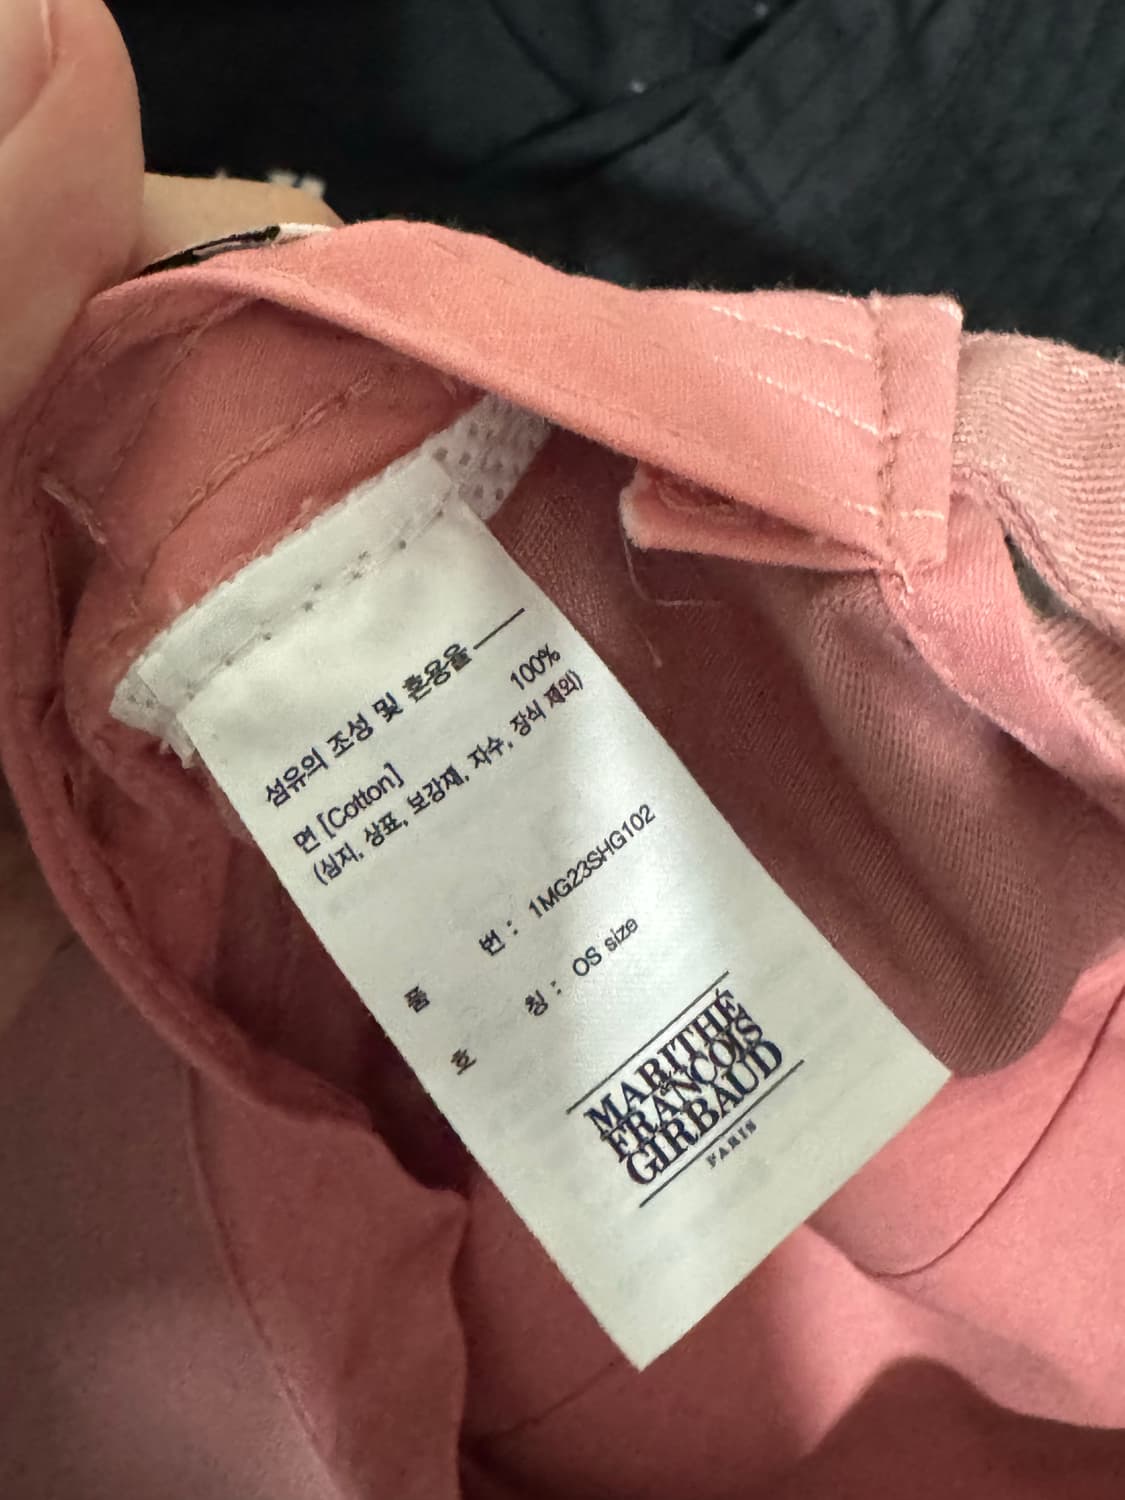 섬유의 조성 및 혼용율
면 [Cotton] 100%
(심지, 상표, 보강재, 자수, 장식 제외)
품 번 : 1MG23SHG102
호 칭 : OS size
MARITHÉ
&
FRANÇOIS
GIRBAUD
PARIS